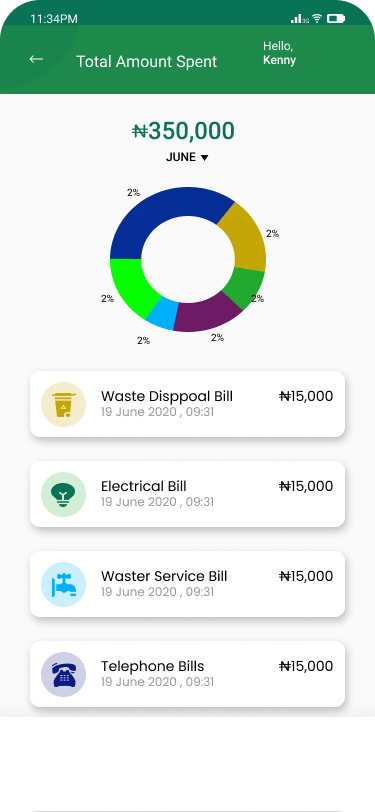 11:34PM
3G
←
Total Amount Spent
Hello,
Kenny
₦350,000
JUNE
2%
2%
2%
2%
2%
2%
Waste Disppoal Bill
₦15,000
19 June 2020 , 09:31
Electrical Bill
₦15,000
19 June 2020 , 09:31
Waster Service Bill
₦15,000
19 June 2020 , 09:31
Telephone Bills
₦15,000
19 June 2020 , 09:31